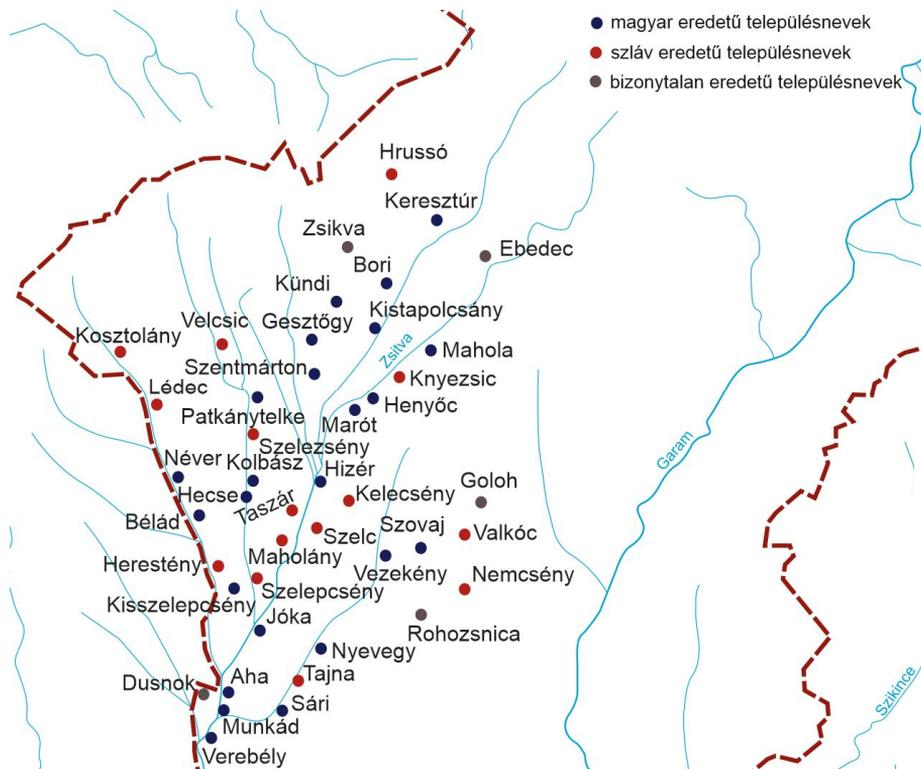 magyar eredetű településnevek
szláv eredetű településnevek
bizonytalan eredetű településnevek
Hrussó
Keresztúr
Zsikva
Ebedec
Bori
Kündi
Kistapolcsány
Velcsic
Gesztőgy
Kosztolány
Zsitva
Mahola
Szentmárton
Knyezsic
Lédec
Henyőc
Patkánytelke
Marót
Garam
Szelezsény
Néver
Kolbász
Hizér
Goloh
Hecse
Kelecsény
Taszár
Bélád
Szovaj
Szelc
Valkóc
Maholány
Herestény
Vezekény
Nemcsény
Szelepcsény
Kisszelepcsény
Jóka
Rohozsnica
Nyevegy
Dusnok
Aha
Tajna
Szikince
Sári
Munkád
Verebély